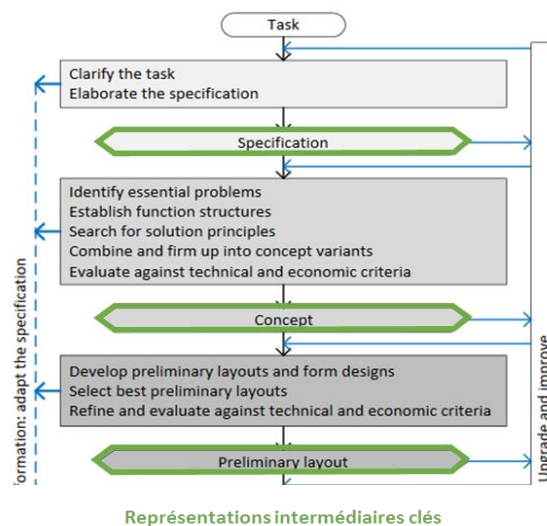 Task
Clarify the task
Elaborate the specification
Specification
Identify essential problems
Establish function structures
Search for solution principles
Combine and firm up into concept variants
Evaluate against technical and economic criteria
Concept
Develop preliminary layouts and form designs
Select best preliminary layouts
Refine and evaluate against technical and economic criteria
Preliminary layout
formation: adapt the specification
Upgrade and improve
Représentations intermédiaires clés